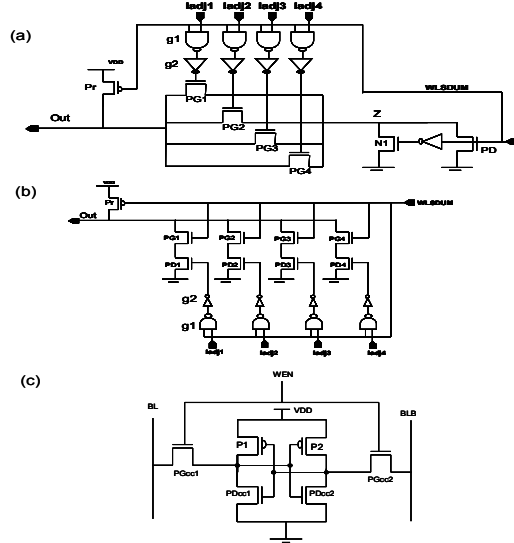 Iadj1 Iadj2 Iadj3 Iadj4
(a)
g1
g2
VDD
Pr
PG1
WLSDUM
Out
PG2
Z
N1
PD
PG3
PG4
(b)
Pr
WLSDUM
Out
PG1 PG2 PG3 PG4
PD1 PD2 PD3 PD4
g2
g1
Iadj1 Iadj2 Iadj3 Iadj4
(c)
WEN
BL
VDD
BLB
P1 P2
PGcc1
PGcc2
PDcc1 PDcc2